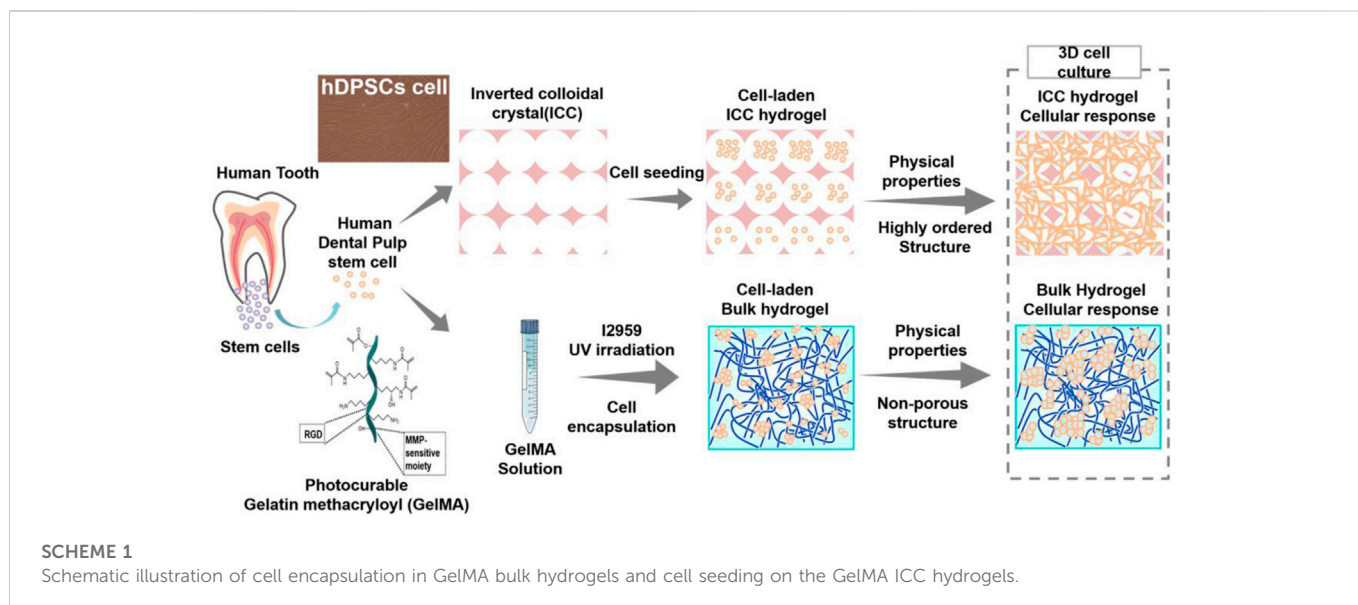 hDPSCs cell
Human Tooth
Stem cells
Human
Dental Pulp
stem cell
Inverted colloidal
crystal(ICC)
Cell seeding
Cell-laden
ICC hydrogel
Physical
properties
Highly ordered
Structure
3D cell
culture
ICC hydrogel
Cellular response
RGD
H₂N
NH₂
OH
MMP-
sensitive
moiety
Photocurable
Gelatin methacryloyl (GelMA)
GelMA
Solution
I2959
UV irradiation
Cell
encapsulation
Cell-laden
Bulk hydrogel
Physical
properties
Non-porous
structure
Bulk Hydrogel
Cellular response
SCHEME 1
Schematic illustration of cell encapsulation in GelMA bulk hydrogels and cell seeding on the GelMA ICC hydrogels.